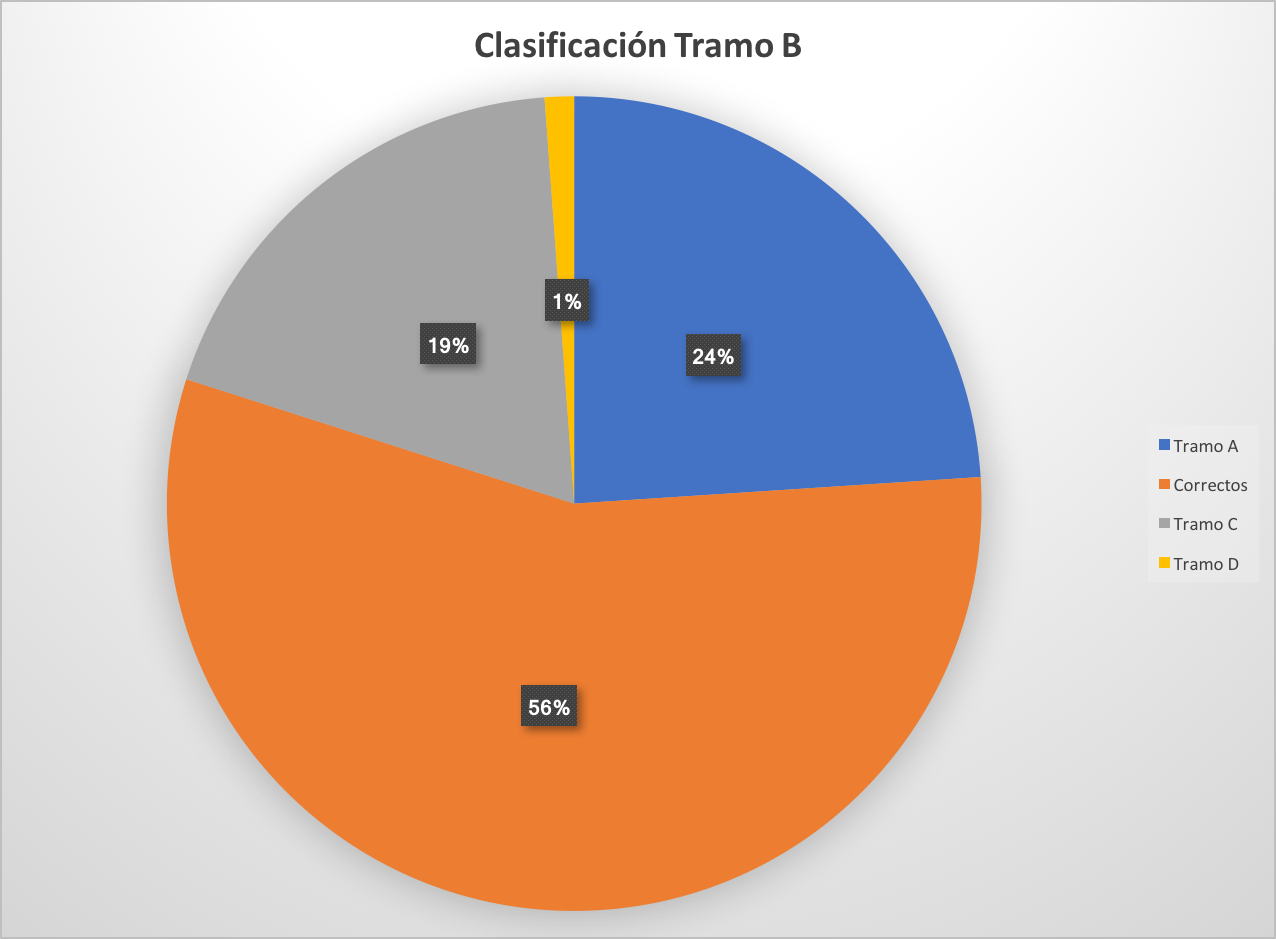 Clasificación Tramo B
1%
19%
24%
56%
Tramo A
Correctos
Tramo C
Tramo D